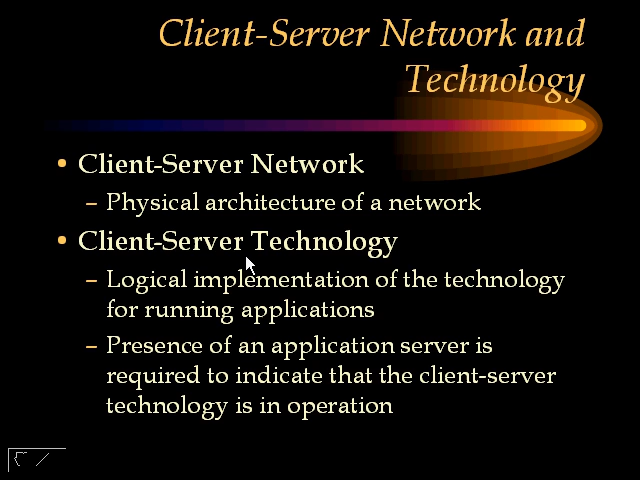 Client-Server Network and
Technology
• Client-Server Network
– Physical architecture of a network
• Client-Server Technology
– Logical implementation of the technology
for running applications
– Presence of an application server is
required to indicate that the client-server
technology is in operation